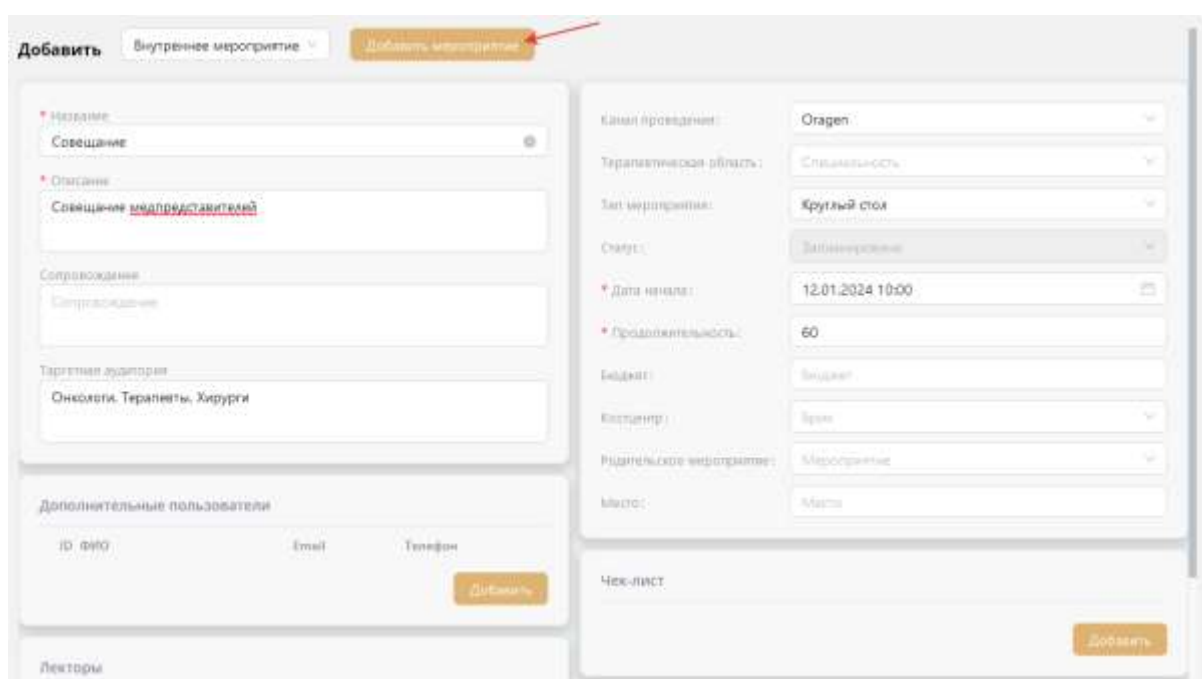 Добавить
Внутреннее мероприятие
Добавить мероприятие
* Название
Совещание
* Описание
Совещание медпредставителей
Сопровождение
Сопровождение
Таргетная аудитория
Онкологи. Терапевты. Хирурги
Дополнительные пользователи
ID ФИО Email Телефон
Добавить
Лекторы
Канал проведения: Oragen
Терапевтическая область: Специальность
Тип мероприятия: Круглый стол
Статус: Запланировано
* Дата начала: 12.01.2024 10:00
* Продолжительность: 60
Бюджет: Бюджет
Костцентр: Брик
Родительское мероприятие: Мероприятие
Место: Место
Чек-лист
Добавить